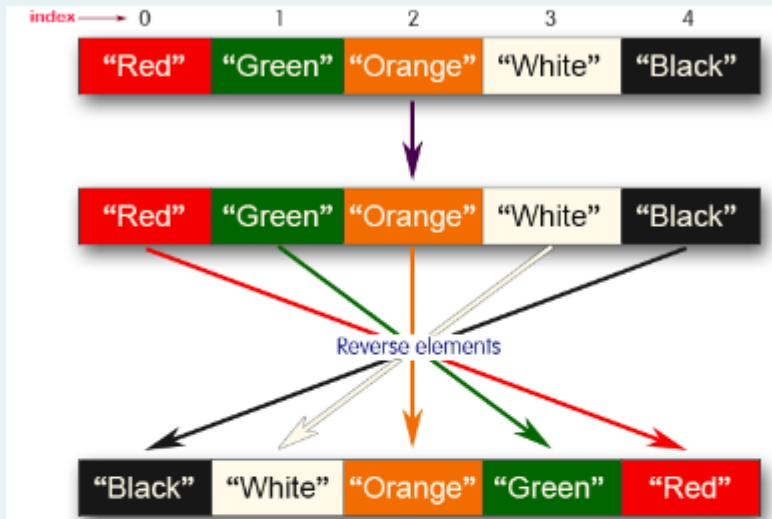 index 0 1 2 3 4
“Red” “Green” “Orange” “White” “Black”
“Red” “Green” “Orange” “White” “Black”
Reverse elements
“Black” “White” “Orange” “Green” “Red”